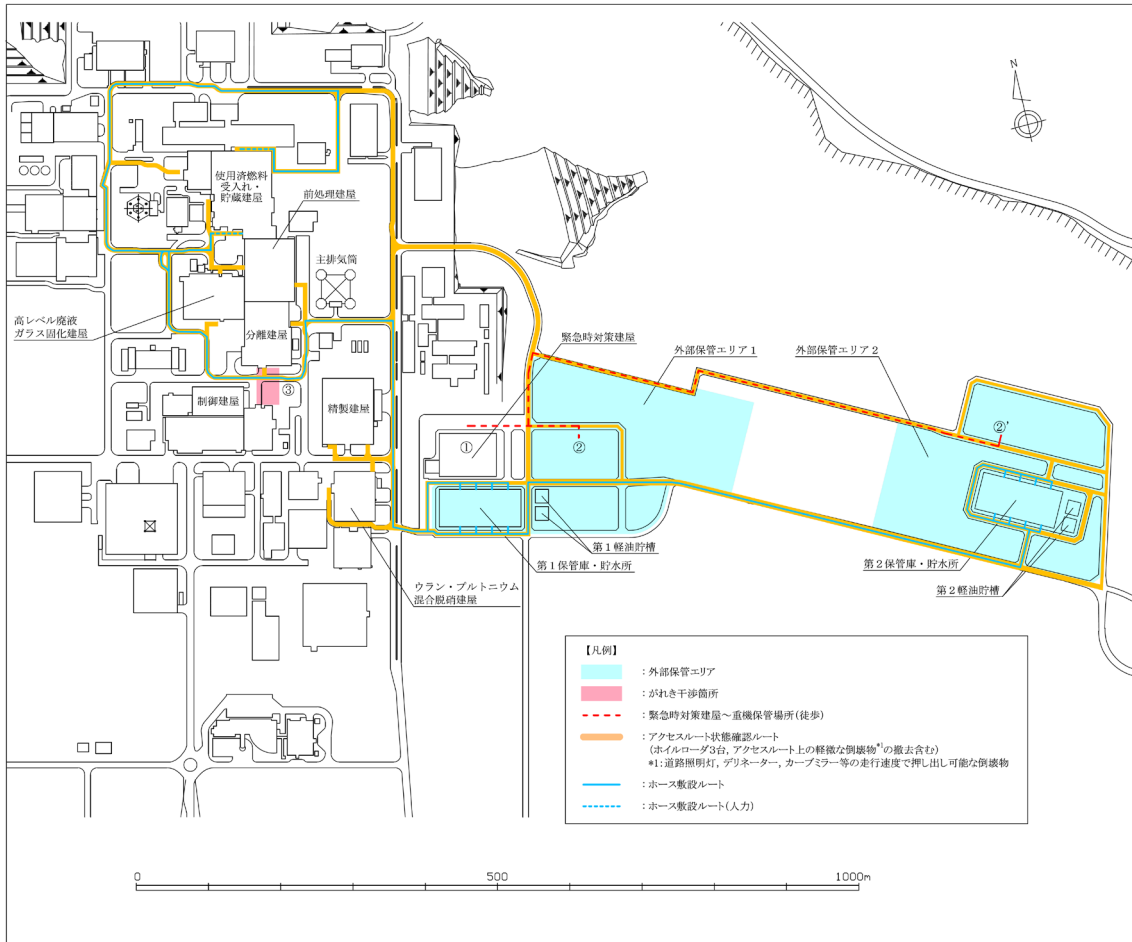 N
使用済燃料
受入れ・
貯蔵建屋
前処理建屋
主排気筒
高レベル廃液
ガラス固化建屋
分離建屋
緊急時対策建屋
外部保管エリア1
外部保管エリア2
③
制御建屋
精製建屋
①
②
②'
第1軽油貯槽
第1保管庫・貯水所
第2保管庫・貯水所
第2軽油貯槽
ウラン・プルトニウム
混合脱硝建屋
【凡例】
：外部保管エリア
：がれき干渉箇所
：緊急時対策建屋～重機保管場所(徒歩)
：アクセスルート状態確認ルート
(ホイルローダ3台, アクセスルート上の軽微な倒壊物*1の撤去含む)
*1:道路照明灯, デリネーター, カーブミラー等の走行速度で押し出し可能な倒壊物
：ホース敷設ルート
：ホース敷設ルート(人力)
0
500
1000m